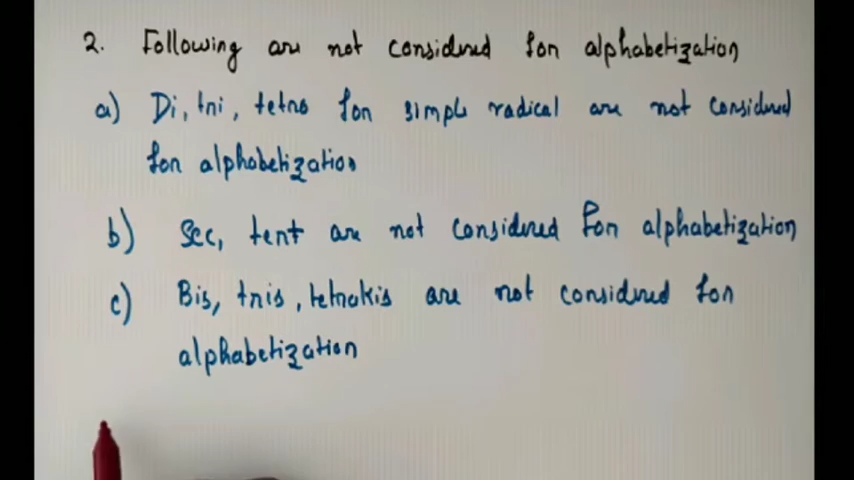 2. Following are not considered for alphabetization
a) Di, tri, tetra for simple radical are not considered
for alphabetization
b) Sec, tert are not considered for alphabetization
c) Bis, tris, tetrakis are not considered for
alphabetization